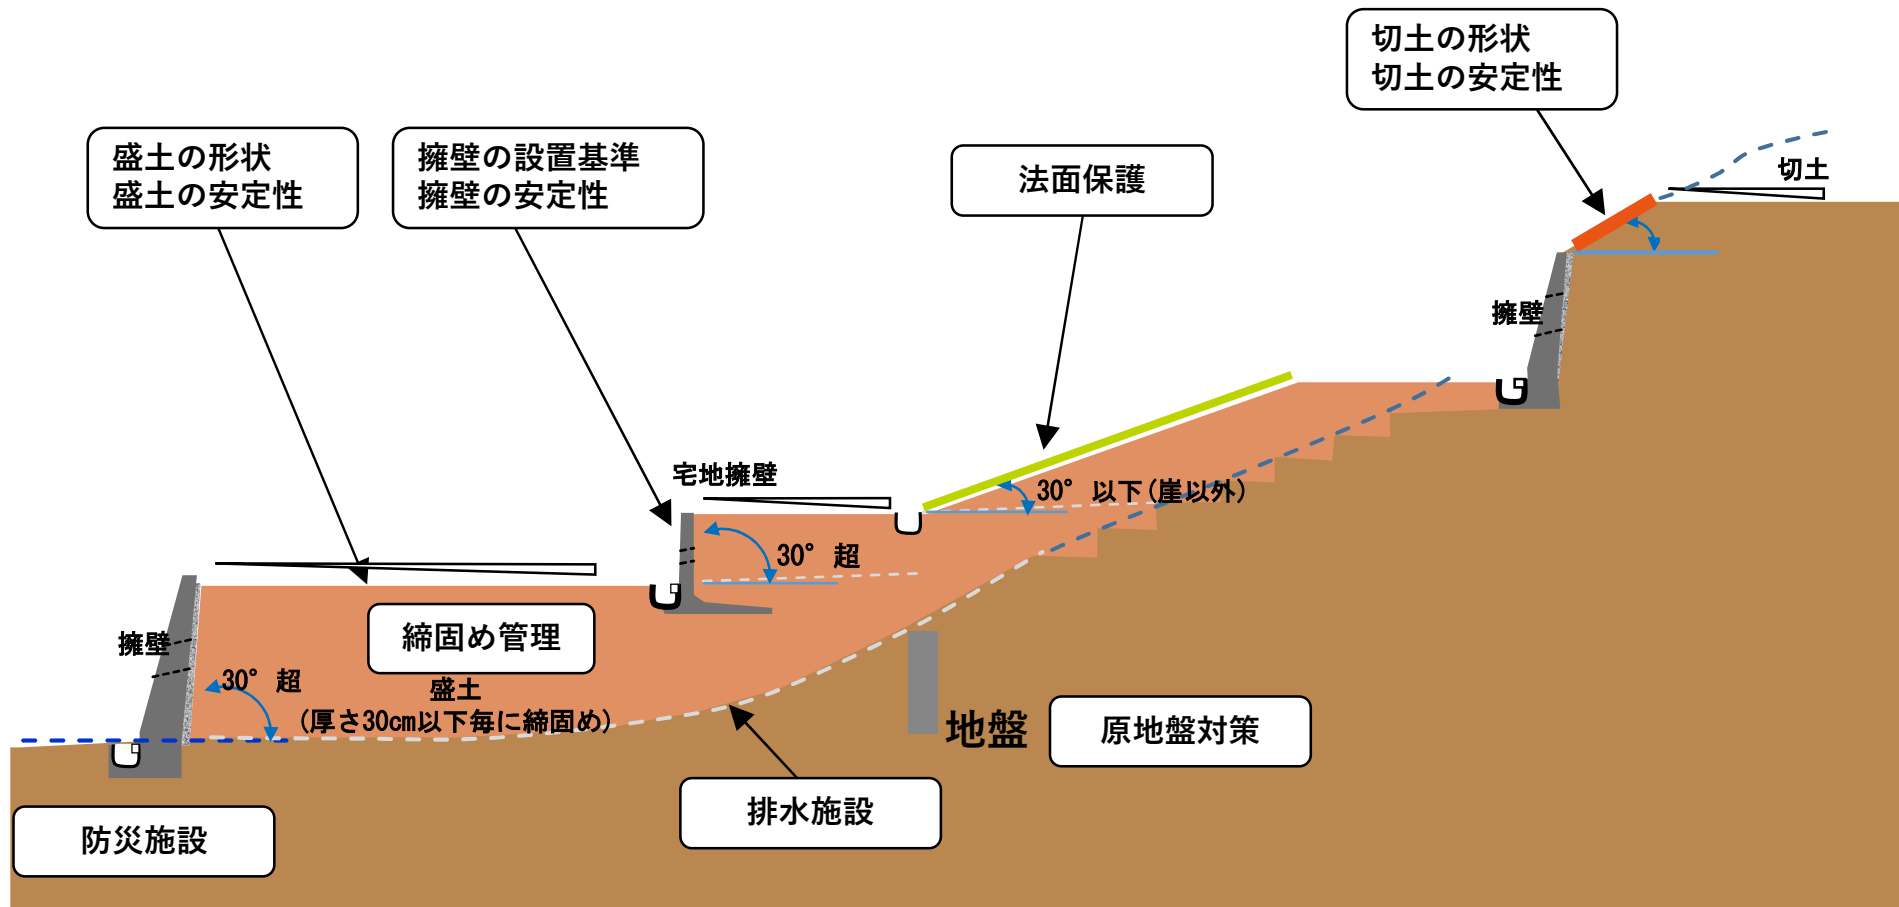 切土の形状
切土の安定性
盛土の形状
盛土の安定性
擁壁の設置基準
擁壁の安定性
法面保護
切土
擁壁
宅地擁壁
30°以下(崖以外)
30°超
締固め管理
擁壁
30°超
盛土
(厚さ30cm以下毎に締固め)
地盤
原地盤対策
排水施設
防災施設